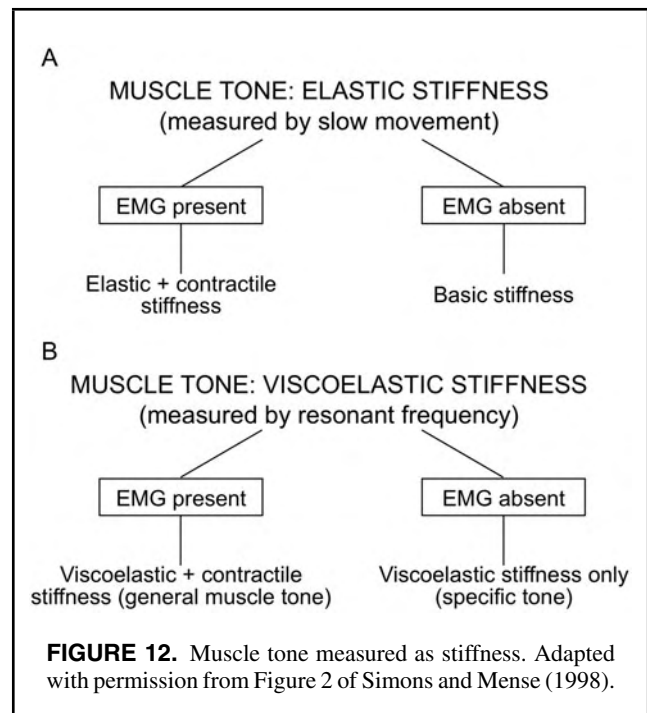 A
MUSCLE TONE: ELASTIC STIFFNESS
(measured by slow movement)
EMG present
EMG absent
Elastic + contractile
stiffness
Basic stiffness
B
MUSCLE TONE: VISCOELASTIC STIFFNESS
(measured by resonant frequency)
EMG present
EMG absent
Viscoelastic + contractile
stiffness (general muscle tone)
Viscoelastic stiffness only
(specific tone)
FIGURE 12. Muscle tone measured as stiffness. Adapted
with permission from Figure 2 of Simons and Mense (1998).